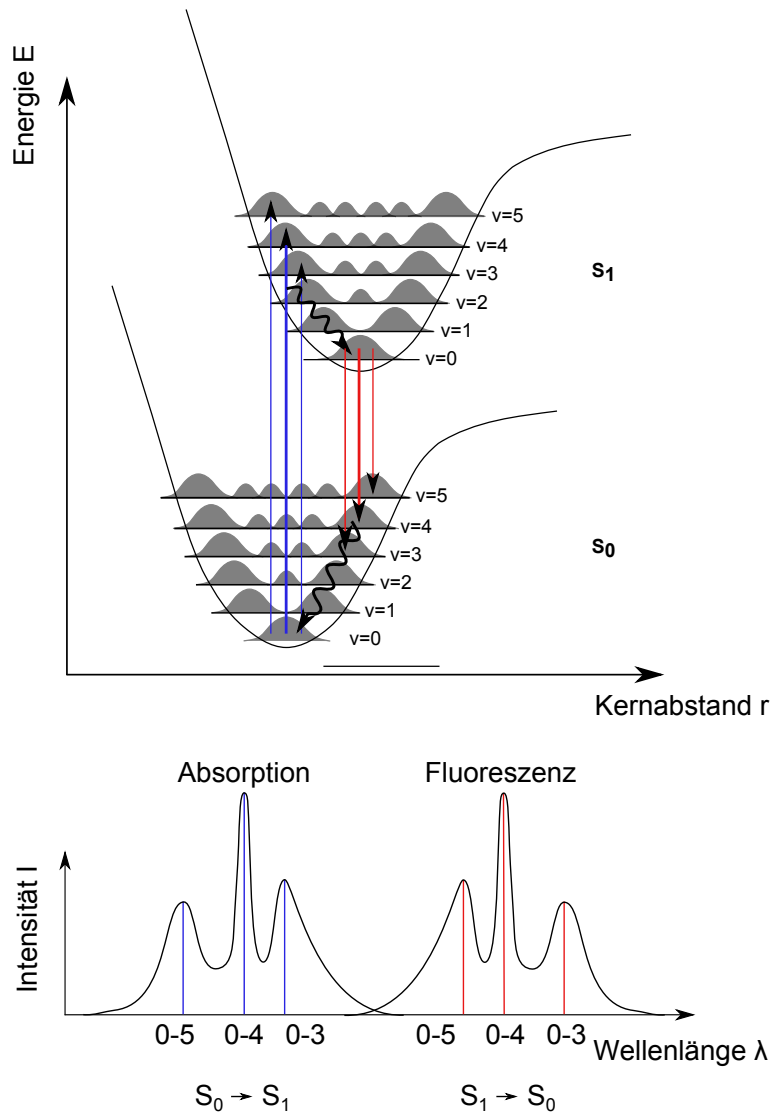 Energie E
v=5
v=4
v=3
v=2
v=1
v=0
S1
v=5
v=4
v=3
v=2
v=1
v=0
S0
Kernabstand r
Absorption
Fluoreszenz
Intensität I
0-5 0-4 0-3 0-5 0-4 0-3
Wellenlänge λ
S0 → S1
S1 → S0